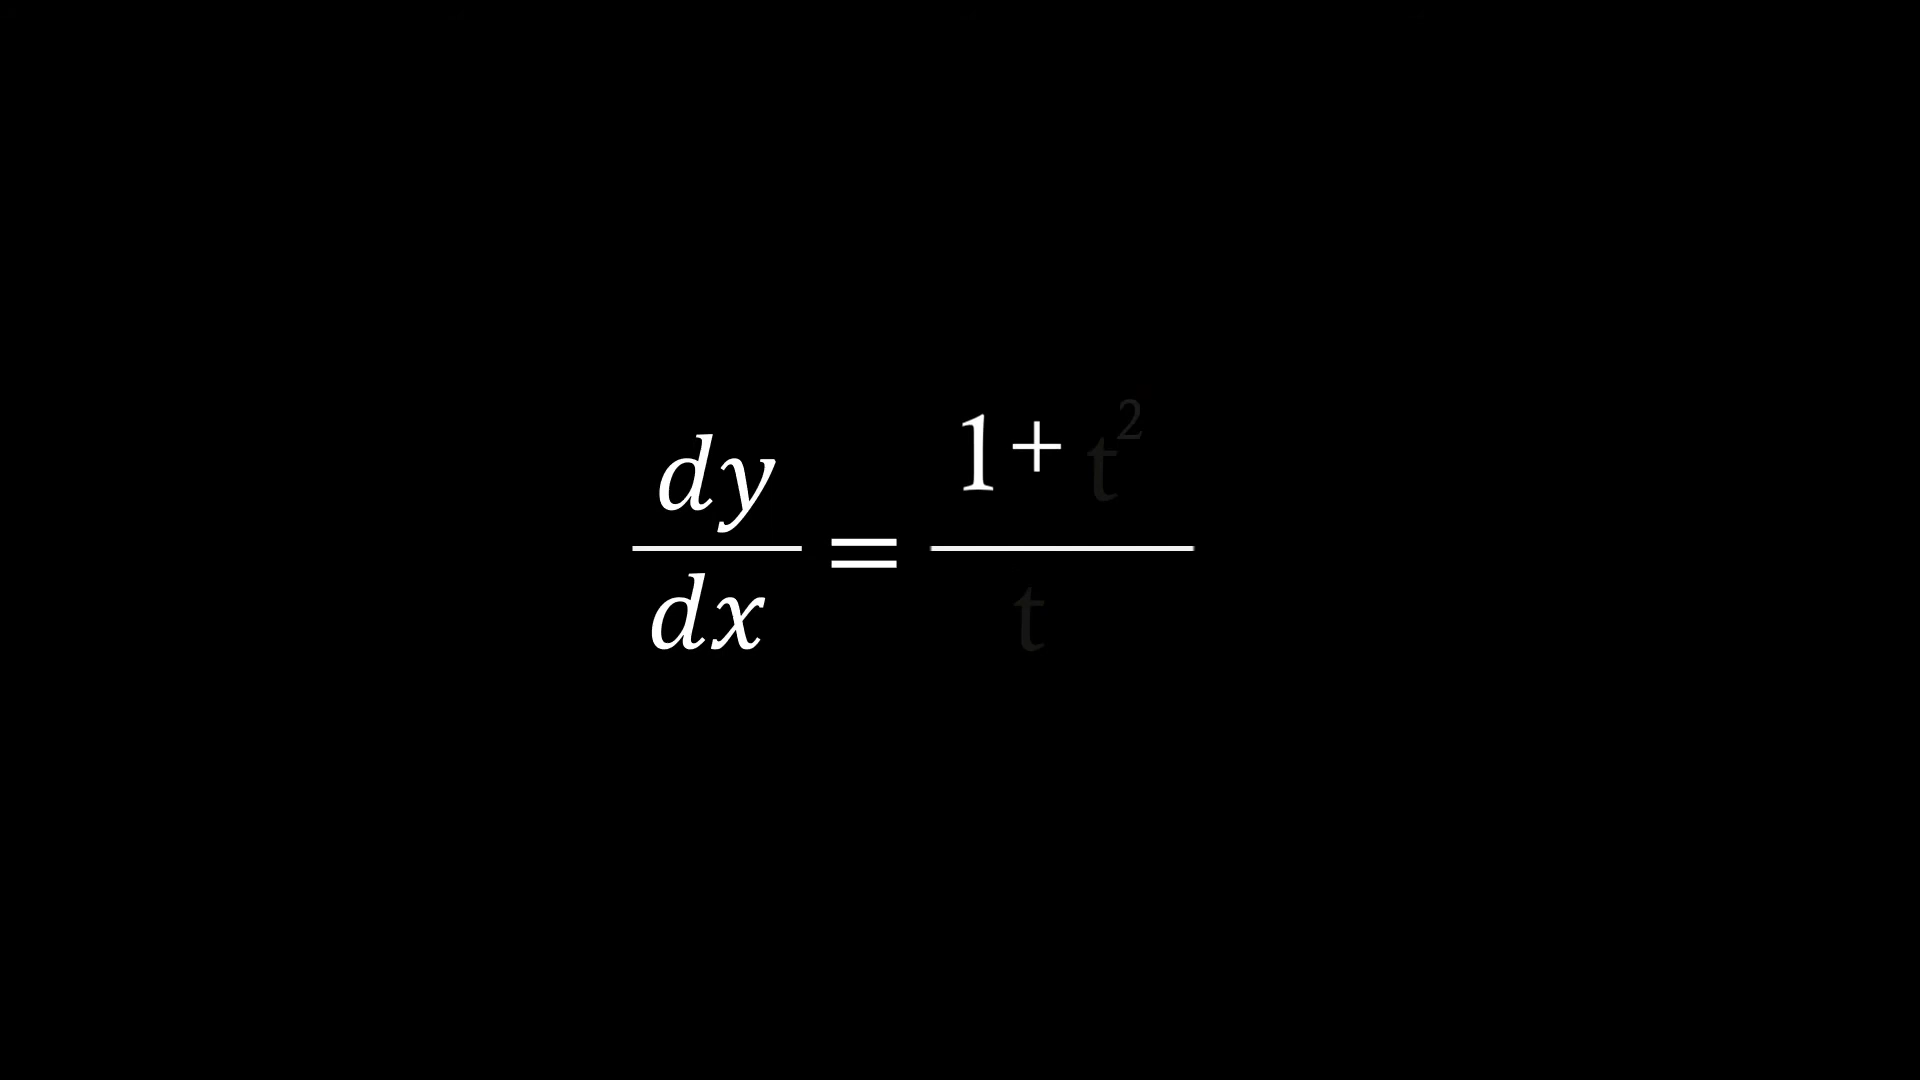 dy/dx = (1 + t²)/t